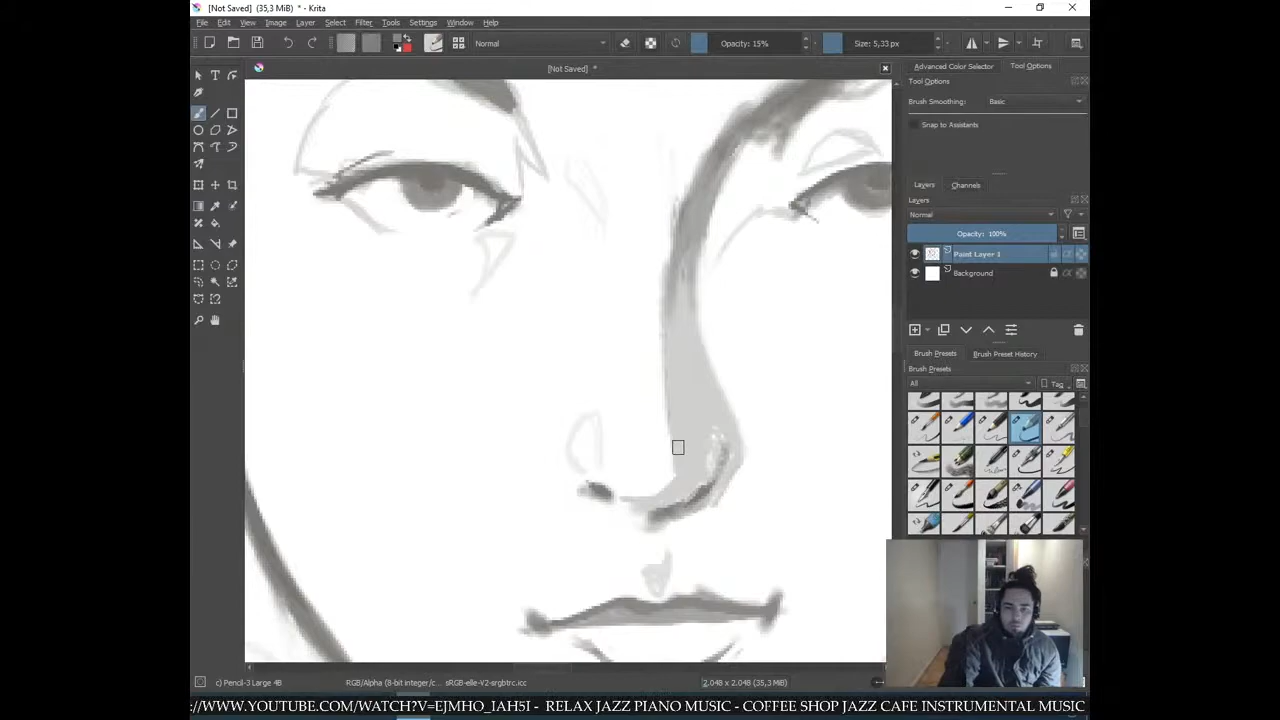 [Not Saved] (35,3 MiB) * - Krita
File Edit View Image Layer Select Filter Tools Settings Window Help
Normal
Opacity: 15%
Size: 5,33 px
[Not Saved] *
Advanced Color Selector Tool Options
Tool Options
Brush Smoothing: Basic
Snap to Assistants
Layers Channels
Layers
Normal
Opacity: 100%
Paint Layer 1
Background
Brush Presets Brush Preset History
Brush Presets
All
Tag
c) Pencil-3 Large 4B
RGB/Alpha (8-bit integer/c... sRGB-elle-V2-srgbtrc.icc
2.048 x 2.048 (35,3 MiB)
://WWW.YOUTUBE.COM/WATCH?V=EJMHO_IAH5I - RELAX JAZZ PIANO MUSIC - COFFEE SHOP JAZZ CAFE INSTRUMENTAL MUSIC